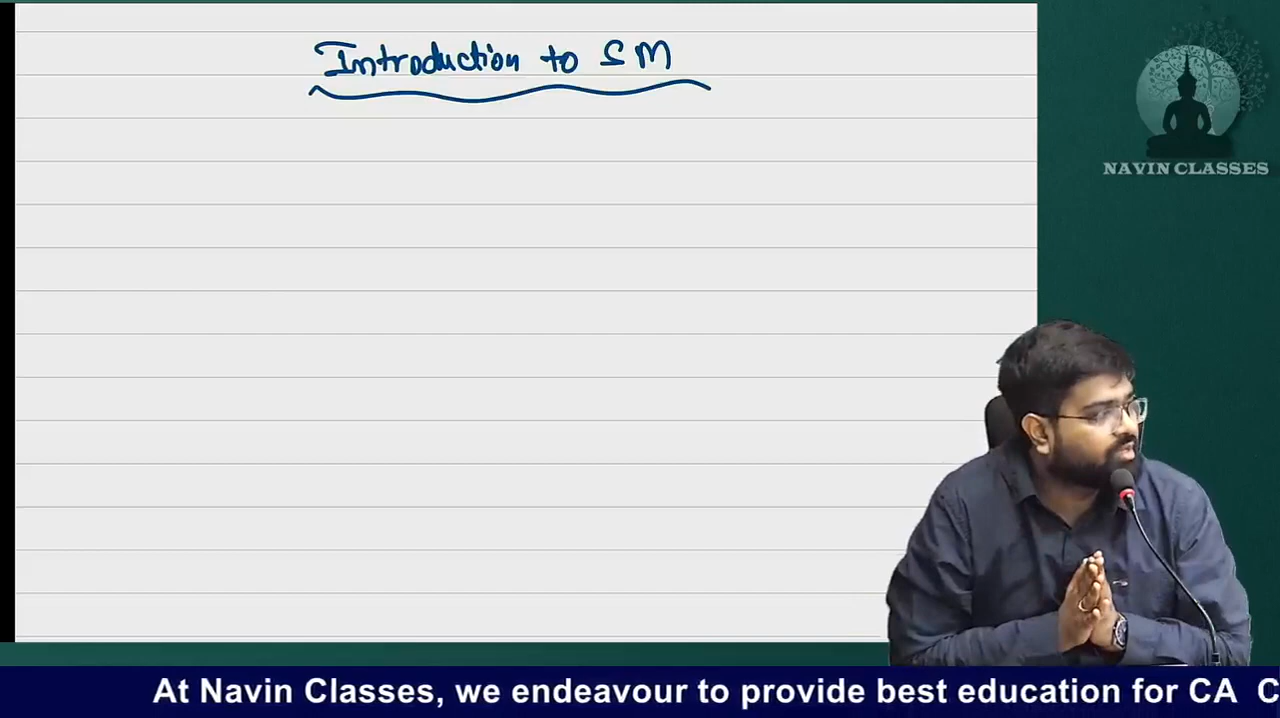 Introduction to SM
NAVIN CLASSES
At Navin Classes, we endeavour to provide best education for CA C